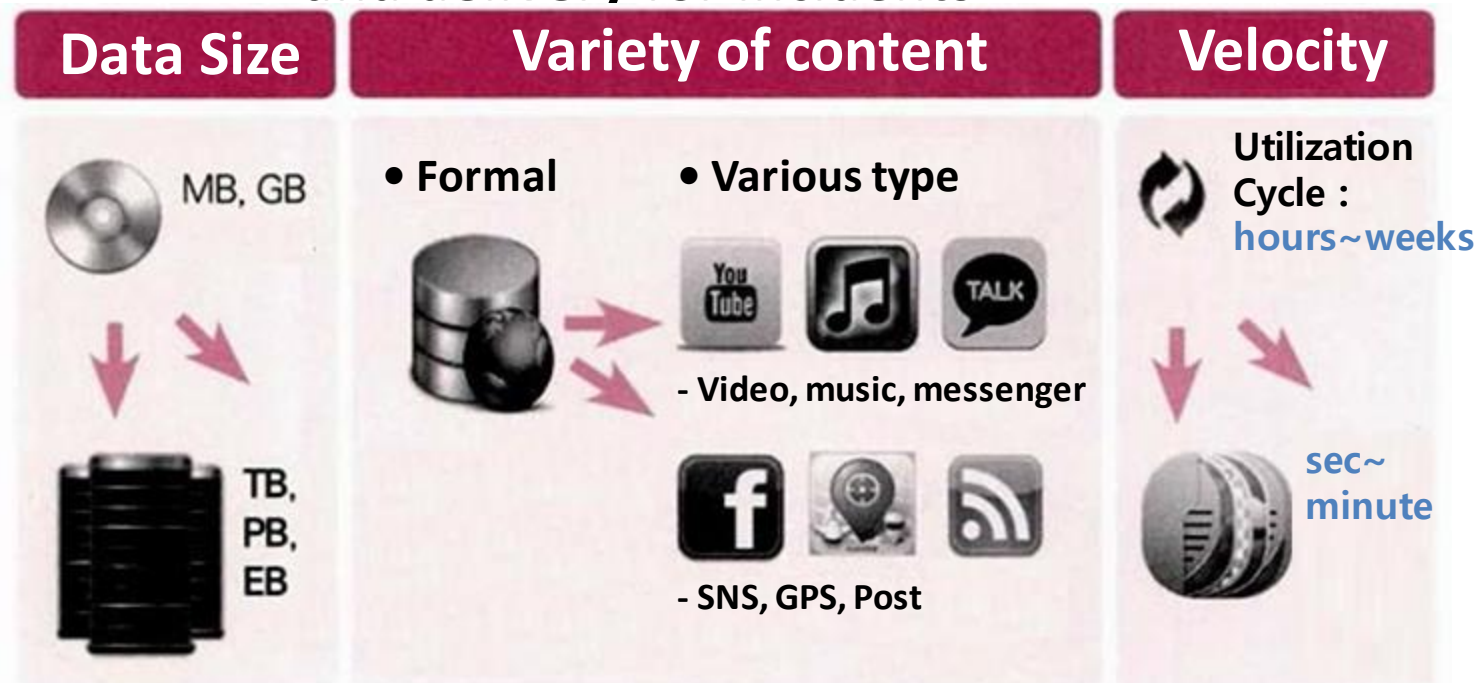 Data Size
Variety of content
Velocity
MB, GB
TB,
PB,
EB
• Formal
• Various type
You
Tube
TALK
- Video, music, messenger
f
- SNS, GPS, Post
Utilization
Cycle :
hours~weeks
sec~
minute